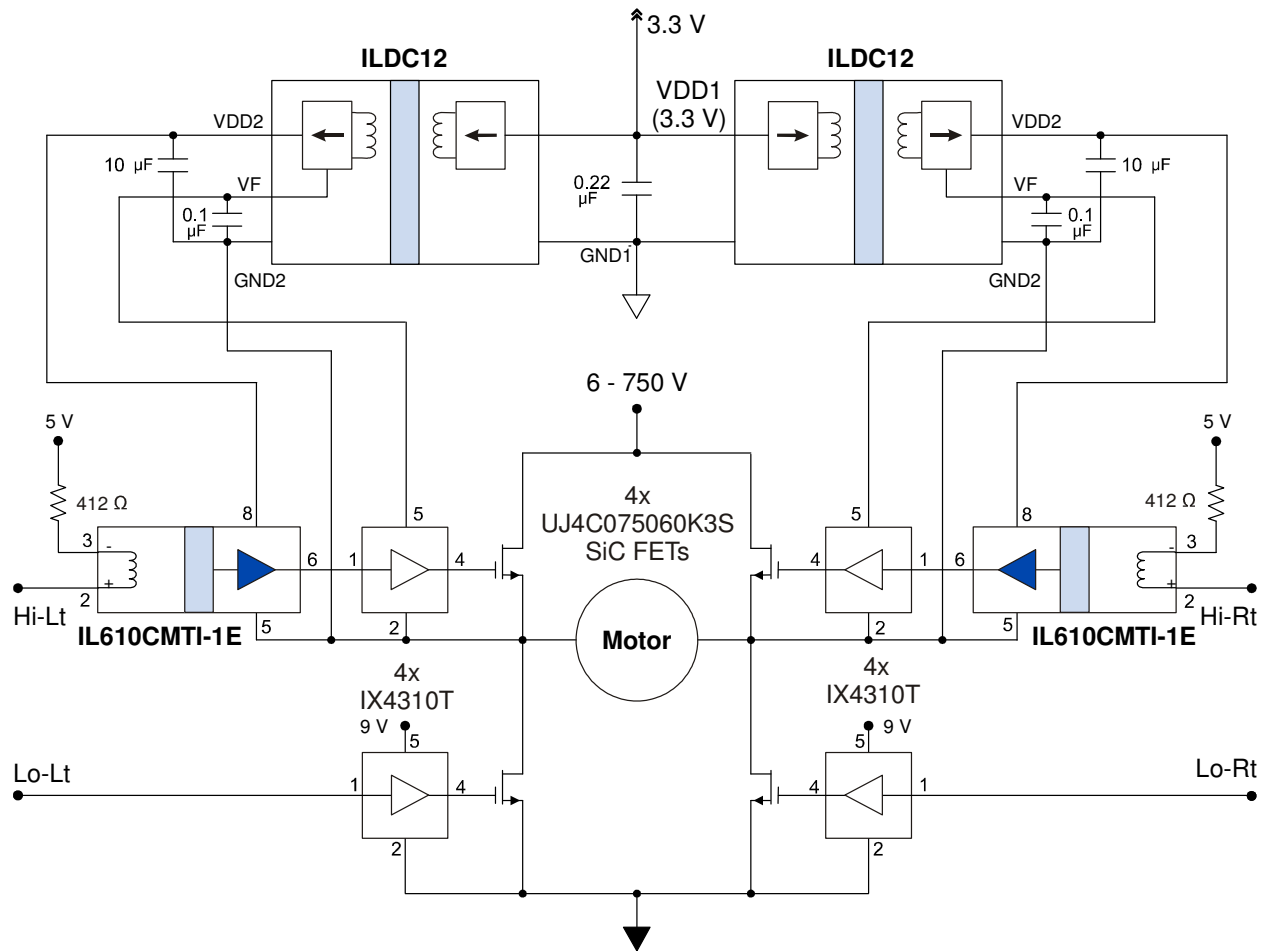 3.3 V
ILDC12
ILDC12
VDD1
(3.3 V)
VDD2
VDD2
10 µF
10 µF
VF
VF
0.22
µF
0.1
µF
0.1
µF
GND1
GND2
GND2
6 - 750 V
5 V
5 V
412 Ω
412 Ω
4x
UJ4C075060K3S
SiC FETs
8
5
5
8
3
-
-
3
6
1
4
4
1
6
+
+
2
2
Hi-Lt
Hi-Rt
IL610CMTI-1E
5
2
2
5
IL610CMTI-1E
Motor
4x
IX4310T
4x
IX4310T
9 V
5
9 V
5
Lo-Lt
1
4
4
1
Lo-Rt
2
2